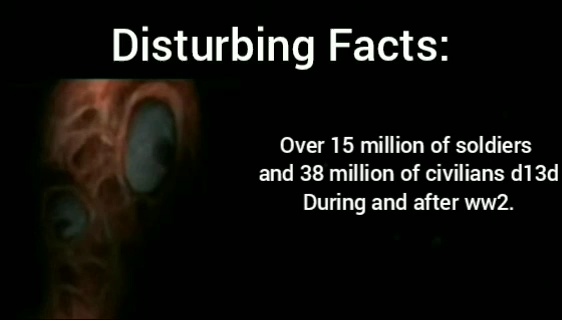 Disturbing Facts:
Over 15 million of soldiers
and 38 million of civilians d13d
During and after ww2.